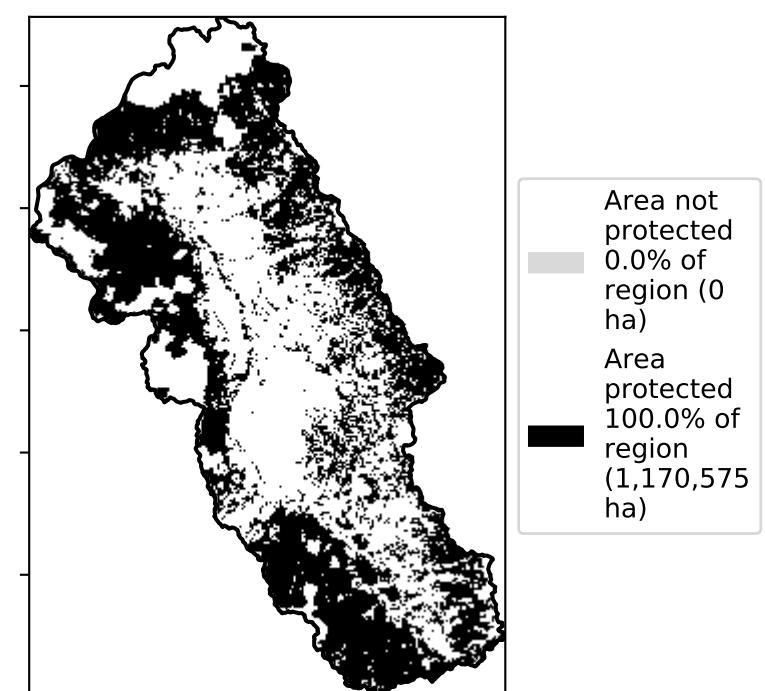 Area not
protected
0.0% of
region (0
ha)
Area
protected
100.0% of
region
(1,170,575
ha)